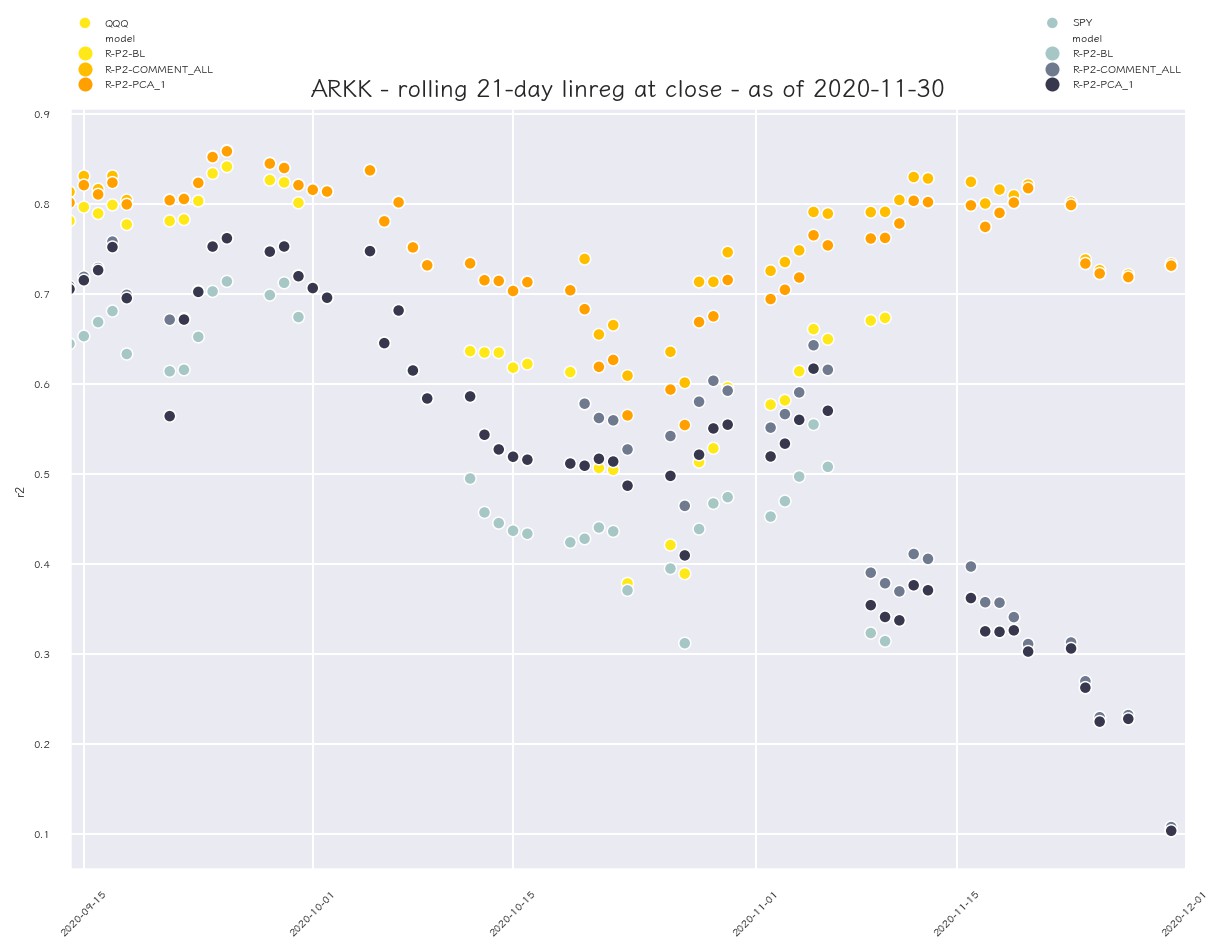 QQQ
model
R-P2-BL
R-P2-COMMENT_ALL
R-P2-PCA_1
SPY
model
R-P2-BL
R-P2-COMMENT_ALL
R-P2-PCA_1
ARKK - rolling 21-day linreg at close - as of 2020-11-30
r2
0.9
0.8
0.7
0.6
0.5
0.4
0.3
0.2
0.1
2020-09-15
2020-10-01
2020-10-15
2020-11-01
2020-11-15
2020-12-01